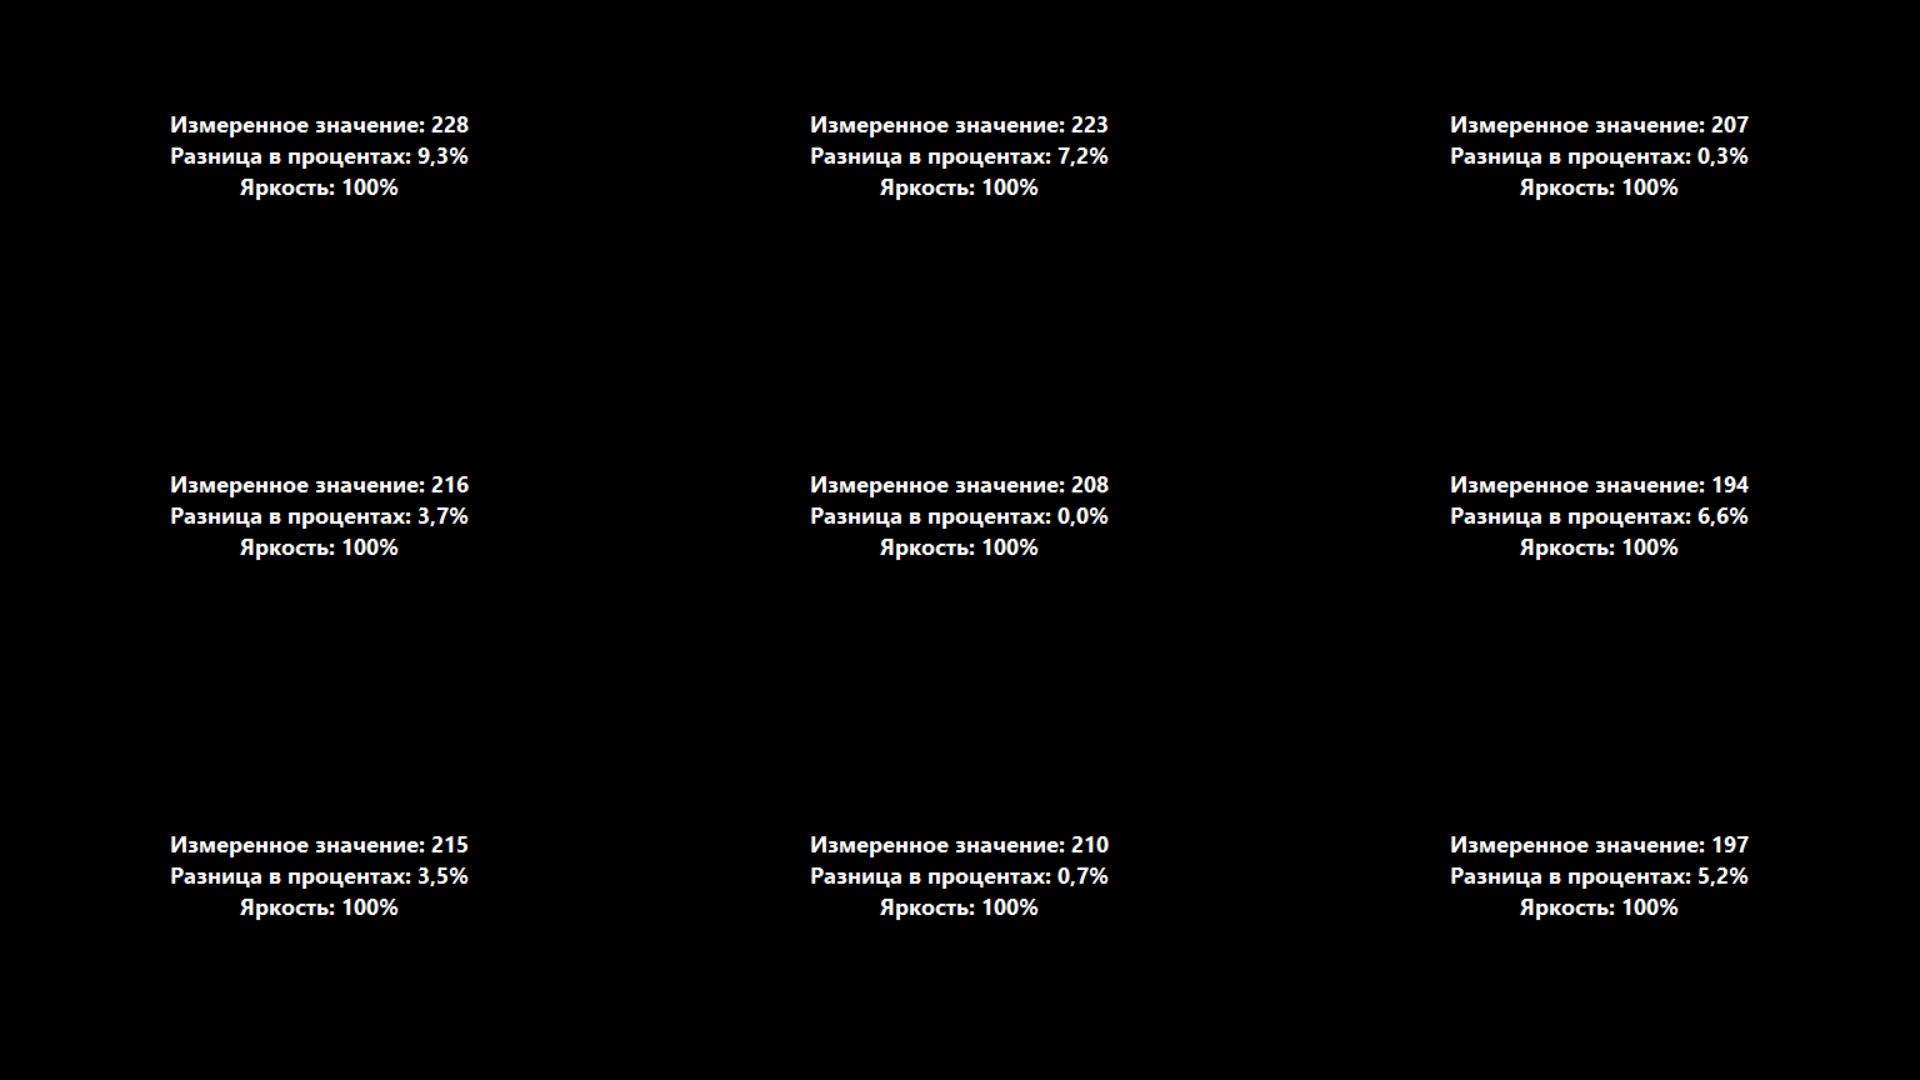 Измеренное значение: 228
Разница в процентах: 9,3%
Яркость: 100%
Измеренное значение: 223
Разница в процентах: 7,2%
Яркость: 100%
Измеренное значение: 207
Разница в процентах: 0,3%
Яркость: 100%
Измеренное значение: 216
Разница в процентах: 3,7%
Яркость: 100%
Измеренное значение: 208
Разница в процентах: 0,0%
Яркость: 100%
Измеренное значение: 194
Разница в процентах: 6,6%
Яркость: 100%
Измеренное значение: 215
Разница в процентах: 3,5%
Яркость: 100%
Измеренное значение: 210
Разница в процентах: 0,7%
Яркость: 100%
Измеренное значение: 197
Разница в процентах: 5,2%
Яркость: 100%